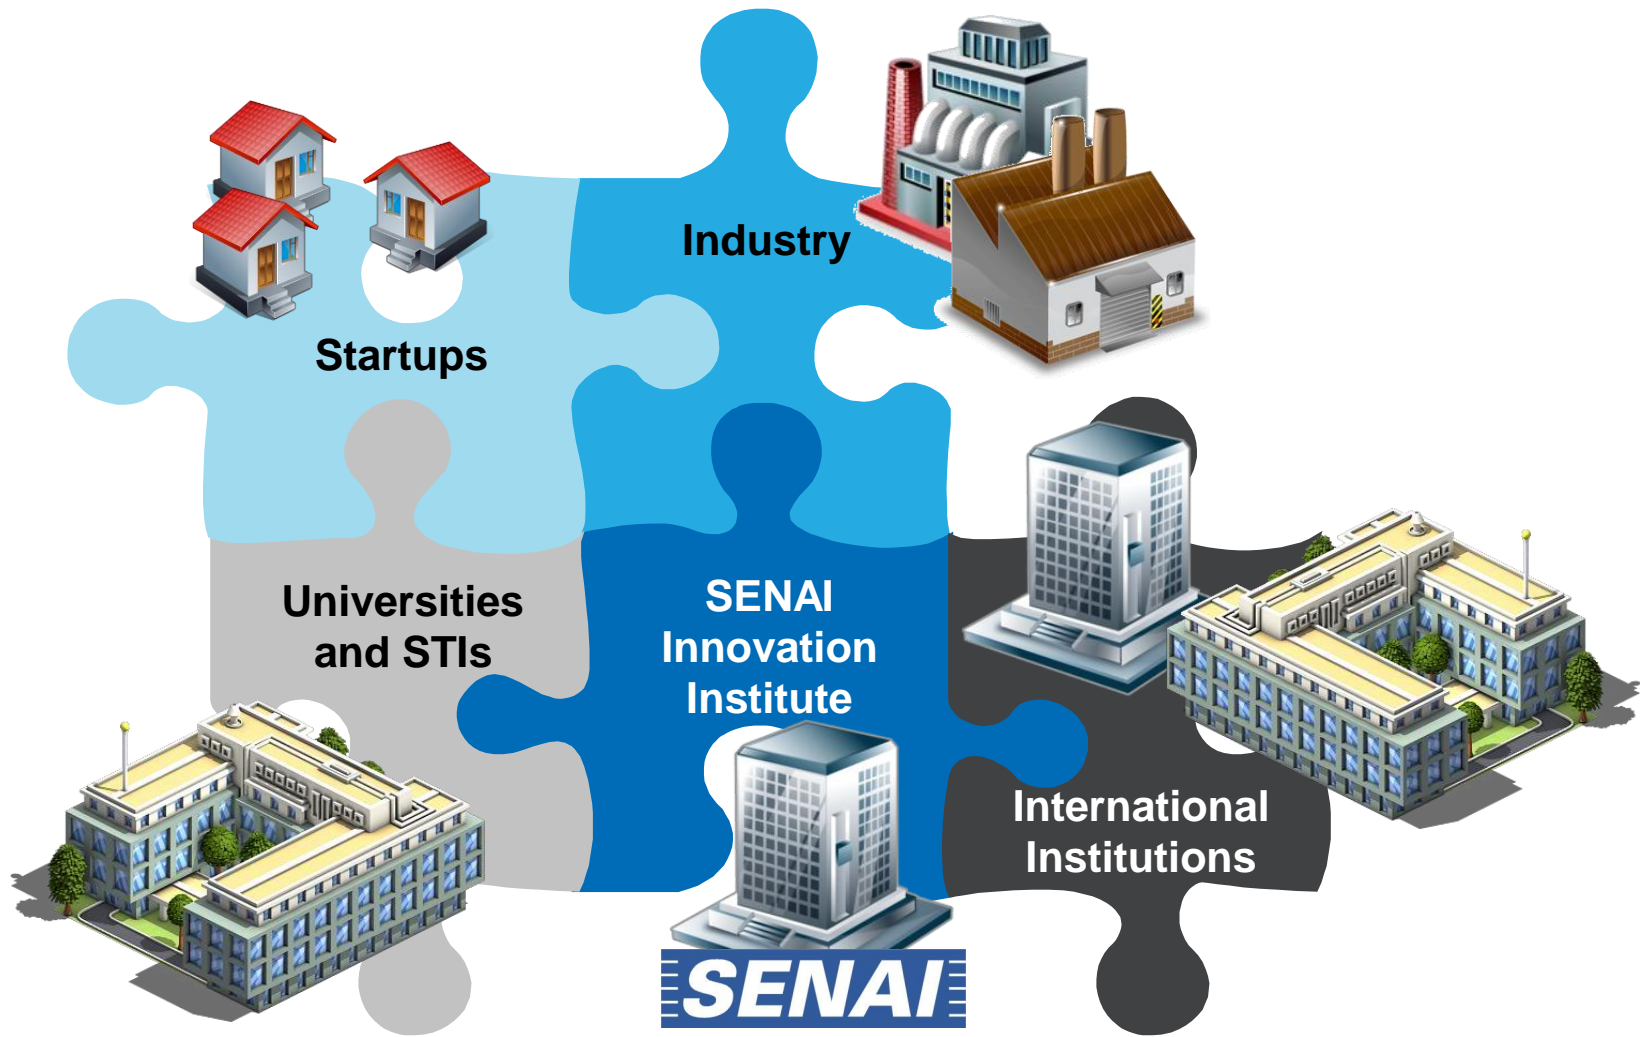 Industry
Startups
Universities
and STIs
SENAI
Innovation
Institute
International
Institutions
SENAI